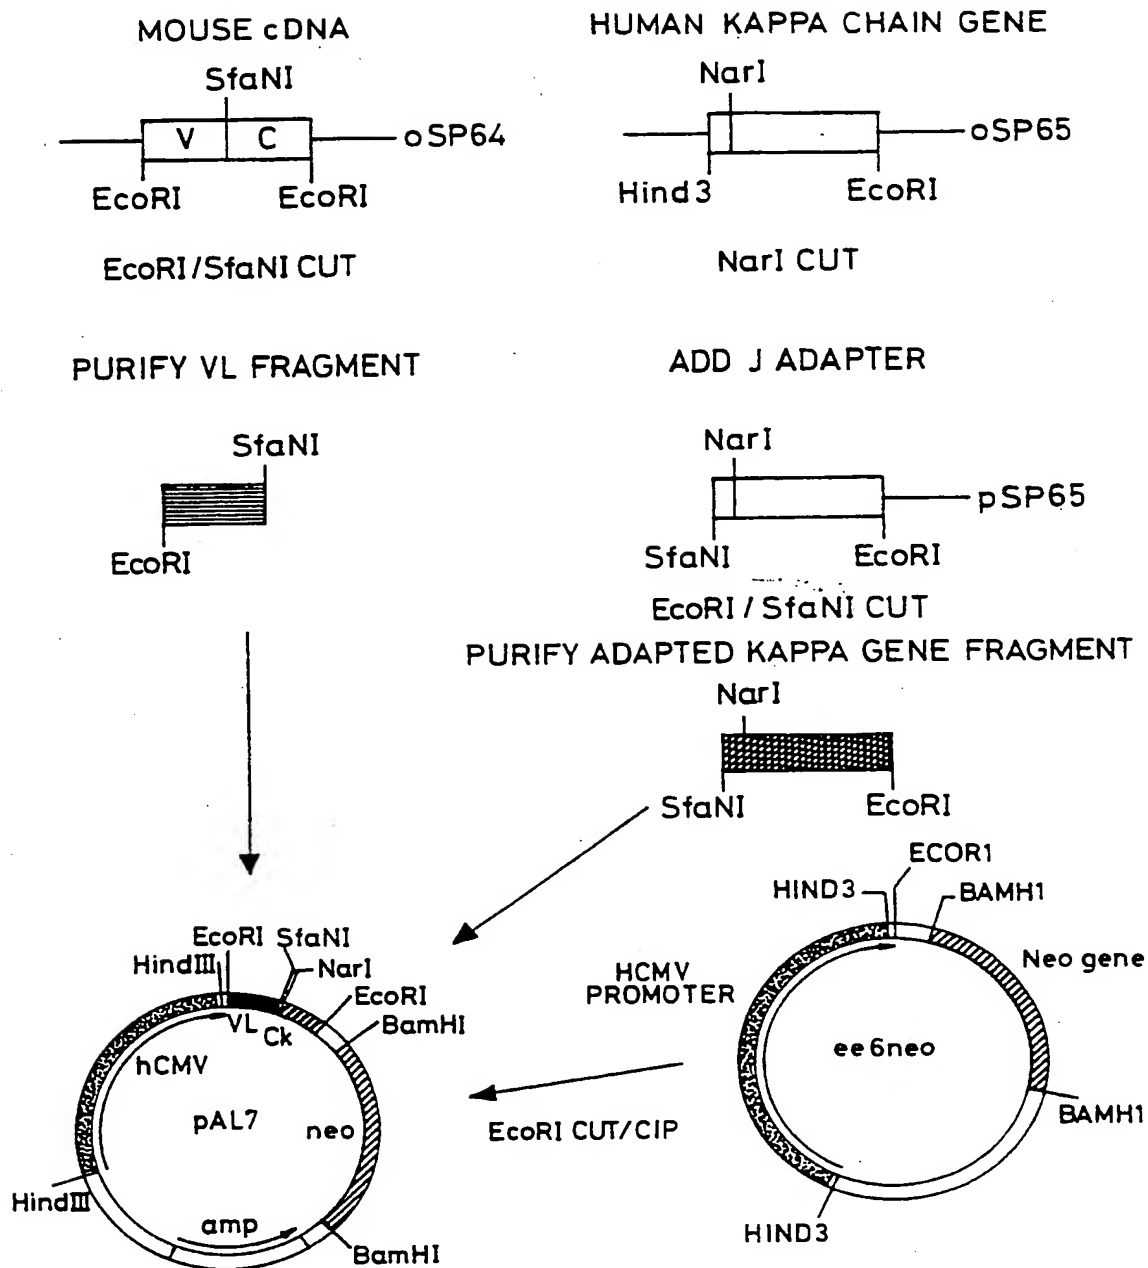 MOUSE cDNA
SfaNI
V
C
oSP64
EcoRI
EcoRI
EcoRI/SfaNI CUT
HUMAN KAPPA CHAIN GENE
NarI
oSP65
Hind3
EcoRI
NarI CUT
PURIFY VL FRAGMENT
SfaNI
EcoRI
ADD J ADAPTER
NarI
pSP65
SfaNI
EcoRI
EcoRI/SfaNI CUT
PURIFY ADAPTED KAPPA GENE FRAGMENT
NarI
SfaNI
EcoRI
EcoRI
SfaNI
HindIII
NarI
EcoRI
BamHI
VL
Ck
hCMV
pAL7
neo
HindIII
amp
BamHI
ECOR1
HIND3
BAMH1
HCMV
PROMOTER
Neo gene
ee6neo
BAMH1
HIND3
EcoRI CUT/CIP